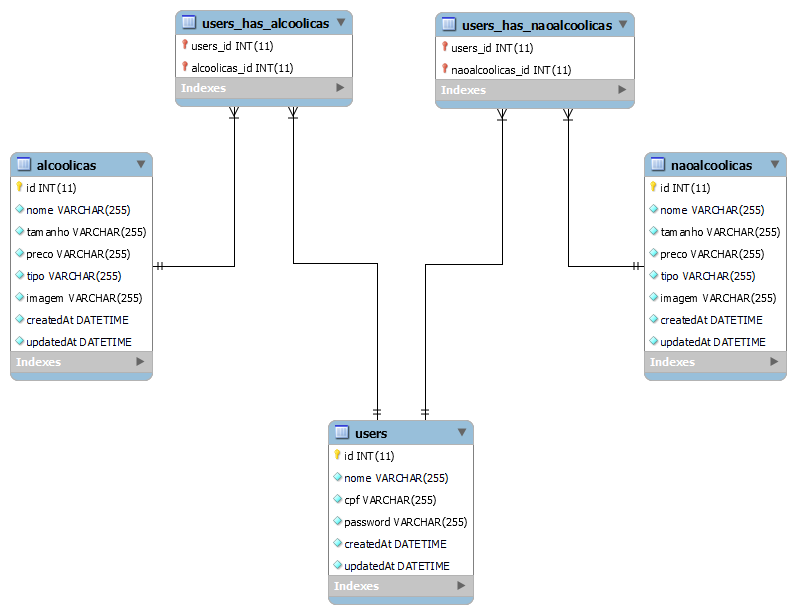 users_has_alcoolicas
users_id INT(11)
alcoolicas_id INT(11)
Indexes
users_has_naoalcoolicas
users_id INT(11)
naoalcoolicas_id INT(11)
Indexes
alcoolicas
id INT(11)
nome VARCHAR(255)
tamanho VARCHAR(255)
preco VARCHAR(255)
tipo VARCHAR(255)
imagem VARCHAR(255)
createdAt DATETIME
updatedAt DATETIME
Indexes
naoalcoolicas
id INT(11)
nome VARCHAR(255)
tamanho VARCHAR(255)
preco VARCHAR(255)
tipo VARCHAR(255)
imagem VARCHAR(255)
createdAt DATETIME
updatedAt DATETIME
Indexes
users
id INT(11)
nome VARCHAR(255)
cpf VARCHAR(255)
password VARCHAR(255)
createdAt DATETIME
updatedAt DATETIME
Indexes